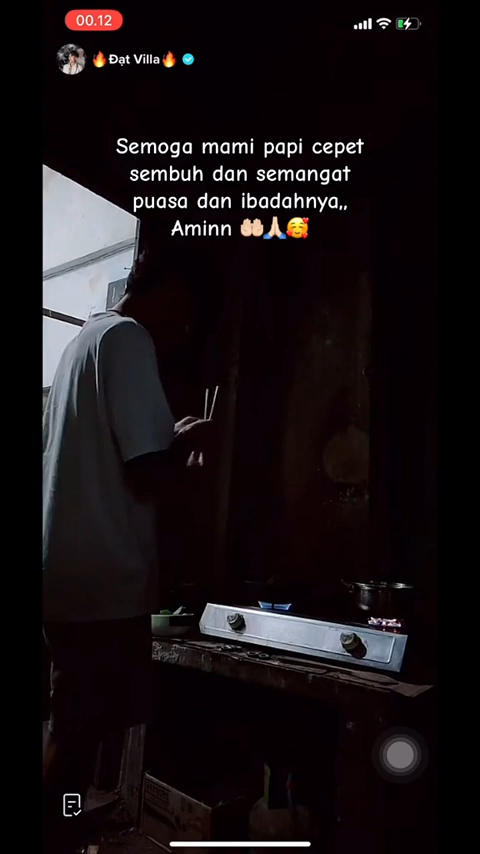 00.12
🔥Đạt Villa🔥
Semoga mami papi cepet
sembuh dan semangat
puasa dan ibadahnya,,
Aminn 🤲🏻🙏🏻🥰